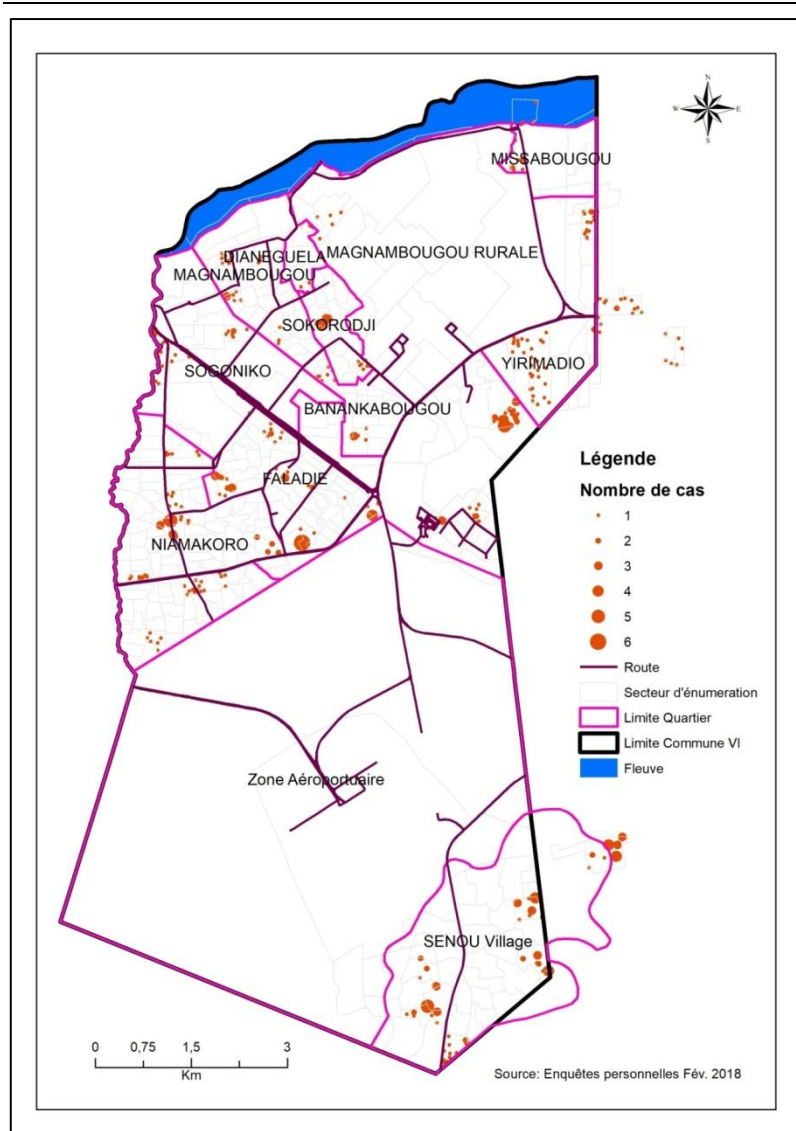 N
W E
S
MISSABOUGOU
DIANEGUELA
MAGNAMBOUGOU RURALE
MAGNAMBOUGOU
SOKORODJI
SOGONIKO
YIRIMADIO
BANANKABOUGOU
FALADIE
NIAMAKORO
Légende
Nombre de cas
1
2
3
4
5
6
Route
Secteur d'énumeration
Limite Quartier
Limite Commune VI
Fleuve
Zone Aéroportuaire
SENOU Village
0 0,75 1,5 3
Km
Source: Enquêtes personnelles Fév. 2018